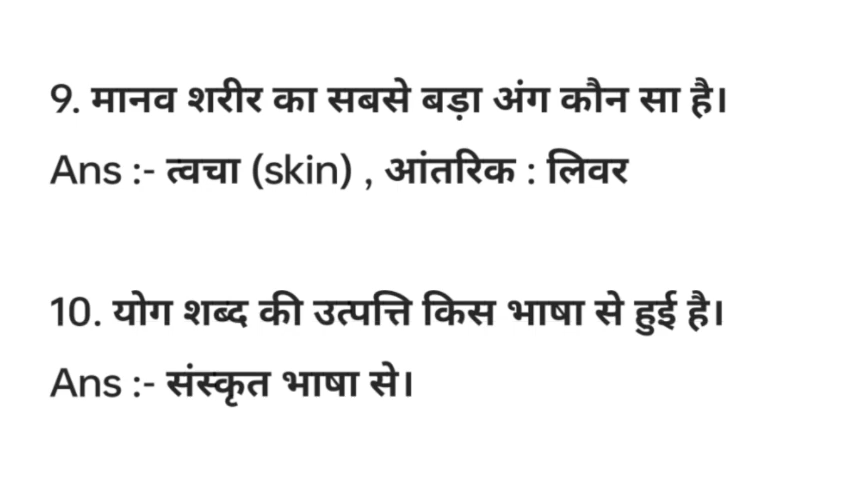 9. मानव शरीर का सबसे बड़ा अंग कौन सा है।
Ans :- त्वचा (skin) , आंतरिक : लिवर
10. योग शब्द की उत्पत्ति किस भाषा से हुई है।
Ans :- संस्कृत भाषा से।